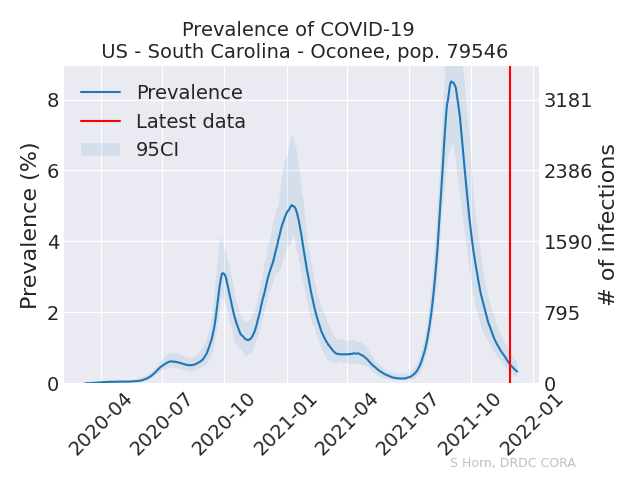 Prevalence of COVID-19
US - South Carolina - Oconee, pop. 79546
Prevalence
Latest data
95CI
Prevalence (%)
8
6
4
2
0
3181
2386
1590
795
0
# of infections
2020-04
2020-07
2020-10
2021-01
2021-04
2021-07
2021-10
2022-01
S Horn, DRDC CORA